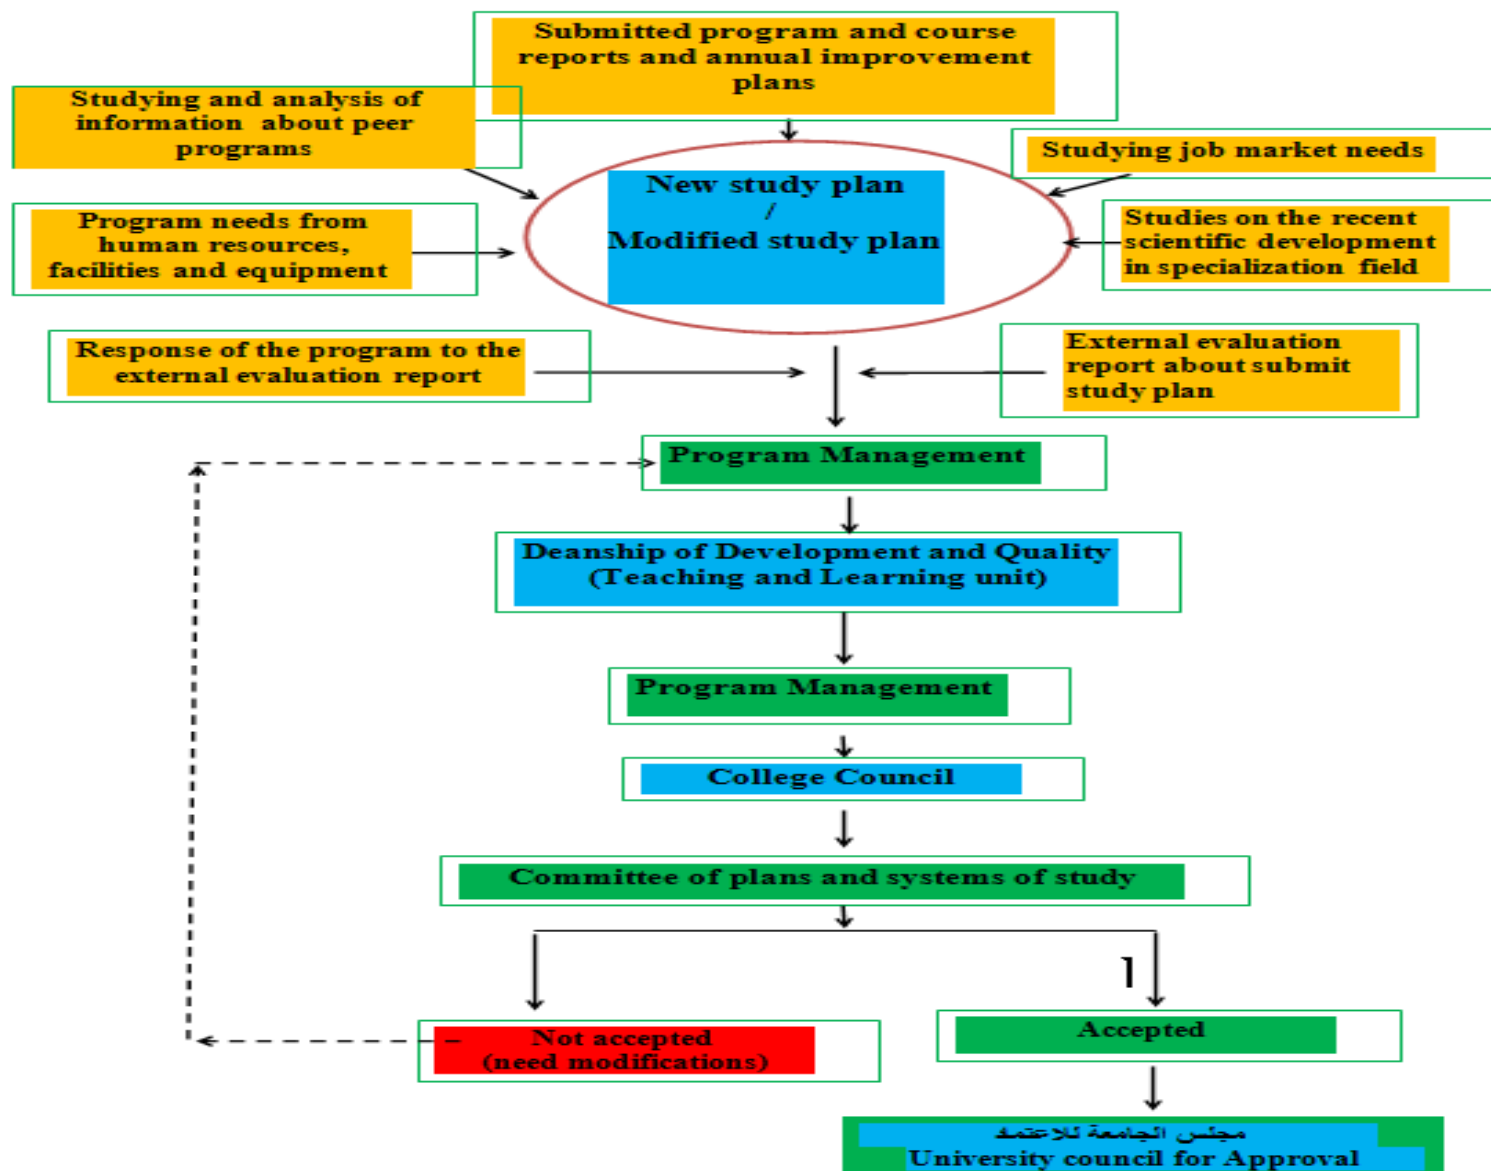 Submitted program and course
reports and annual improvement
plans
Studying and analysis of
information about peer
programs
Studying job market needs
New study plan
/
Modified study plan
Program needs from
human resources,
facilities and equipment
Studies on the recent
scientific development
in specialization field
Response of the program to the
external evaluation report
External evaluation
report about submit
study plan
Program Management
Deanship of Development and Quality
(Teaching and Learning unit)
Program Management
College Council
Committee of plans and systems of study
1
Not accepted
(need modifications)
Accepted
مجلس الجامعة للاعتماد
University council for Approval